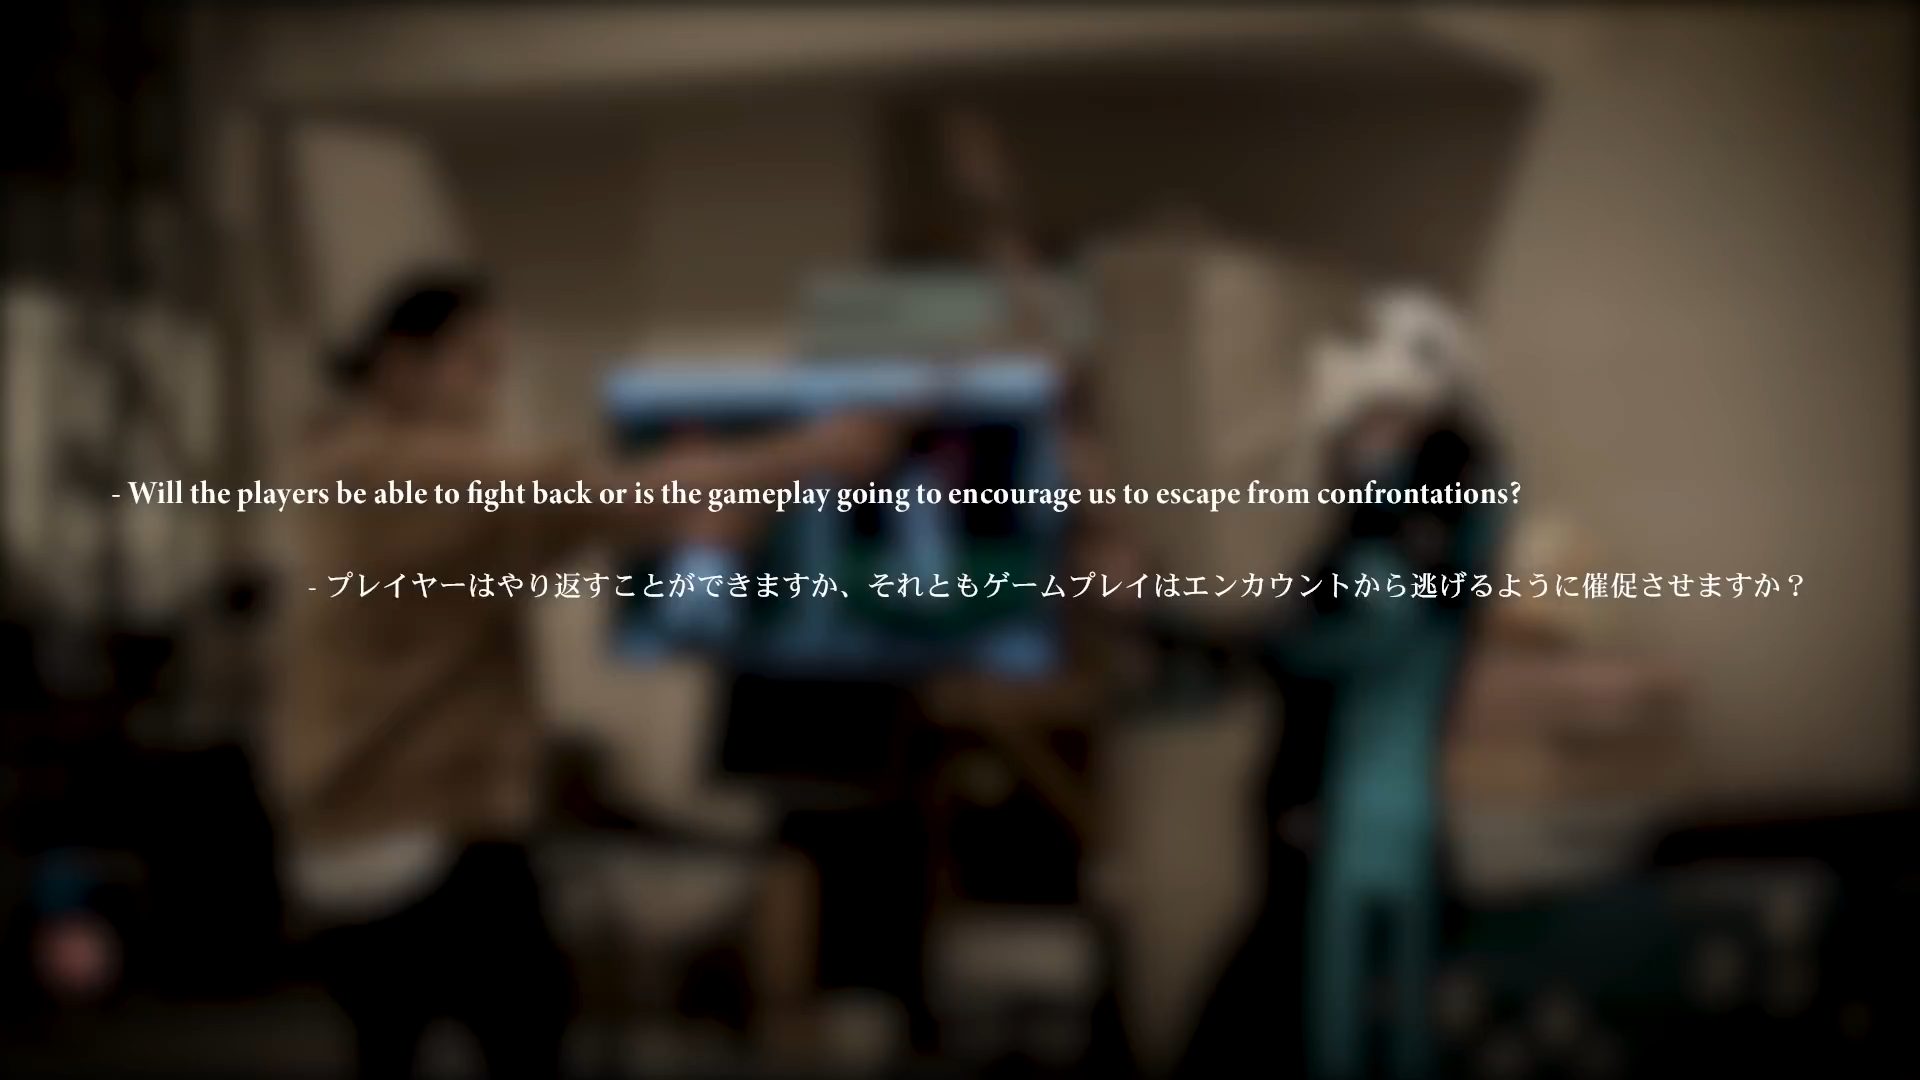 - Will the players be able to fight back or is the gameplay going to encourage us to escape from confrontations?
- プレイヤーはやり返すことができますか、それともゲームプレイはエンカウントから逃げるように催促させますか？